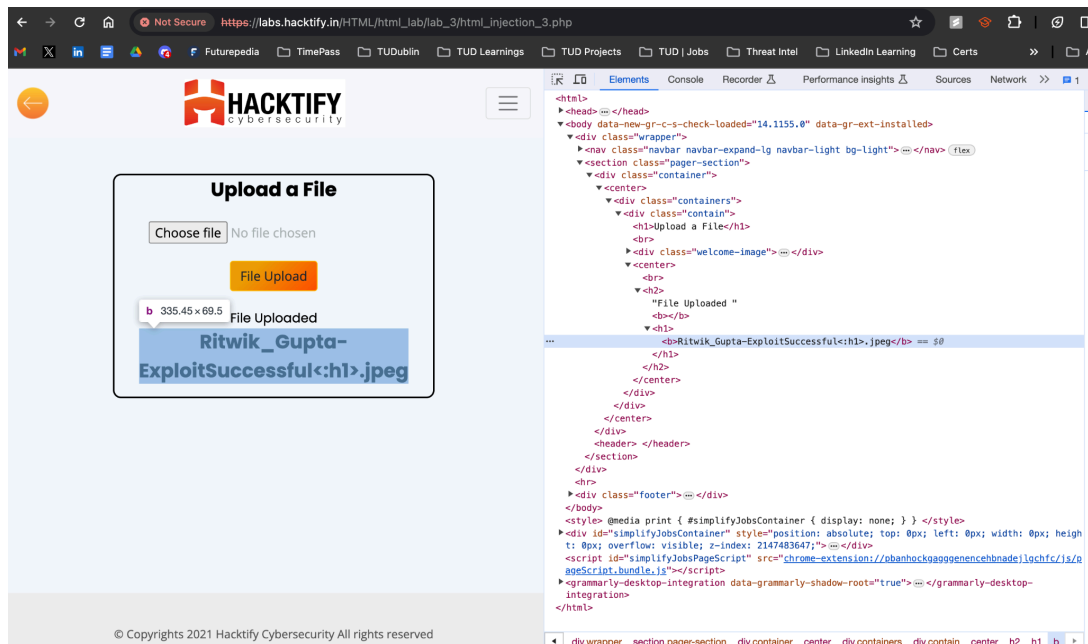 Not Secure https://labs.hacktify.in/HTML/html_lab/lab_3/html_injection_3.php
Futurepedia TimePass TUDublin TUD Learnings TUD Projects TUD | Jobs Threat Intel LinkedIn Learning Certs »
HACKTIFY
cybersecurity
Upload a File
Choose file No file chosen
File Upload
b 335.45 × 69.5
File Uploaded
Ritwik_Gupta-
ExploitSuccessful<:h1>.jpeg
© Copyrights 2021 Hacktify Cybersecurity All rights reserved
Elements Console Recorder Performance insights Sources Network » 1
<html>
<head> … </head>
<body data-new-gr-c-s-check-loaded="14.1155.0" data-gr-ext-installed>
<div class="wrapper">
<nav class="navbar navbar-expand-lg navbar-light bg-light"> … </nav> flex
<section class="pager-section">
<div class="container">
<center>
<div class="containers">
<div class="contain">
<h1>Upload a File</h1>
<br>
<div class="welcome-image"> … </div>
<center>
<br>
<h2>
"File Uploaded "
<b></b>
<h1>
… <b>Ritwik_Gupta-ExploitSuccessful<:h1>.jpeg</b> == $0
</h1>
</h2>
</center>
</div>
</div>
</center>
</div>
<header> </header>
</section>
</div>
<hr>
<div class="footer"> … </div>
</body>
<style> @media print { #simplifyJobsContainer { display: none; } } </style>
<div id="simplifyJobsContainer" style="position: absolute; top: 0px; left: 0px; width: 0px; heigh
t: 0px; overflow: visible; z-index: 2147483647;"> … </div>
<script id="simplifyJobsPageScript" src="chrome-extension://pbanhockgagggenencehbnadejlgchfc/js/p
ageScript.bundle.js"></script>
<grammarly-desktop-integration data-grammarly-shadow-root="true"> … </grammarly-desktop-
integration>
</html>
div.wrapper section.pager-section div.container center div.containers div.contain center h2 h1 b